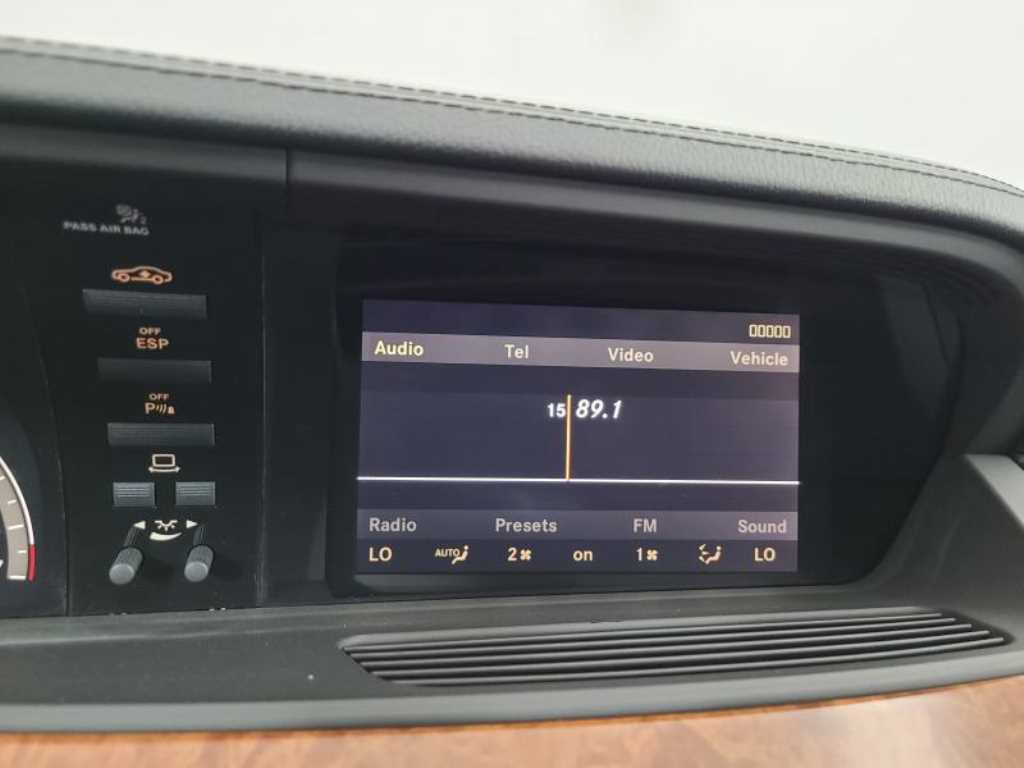 PASS AIR BAG
OFF
ESP
OFF
P
00000
Audio Tel Video Vehicle
15 89.1
Radio Presets FM Sound
LO AUTO 2 on 1 LO